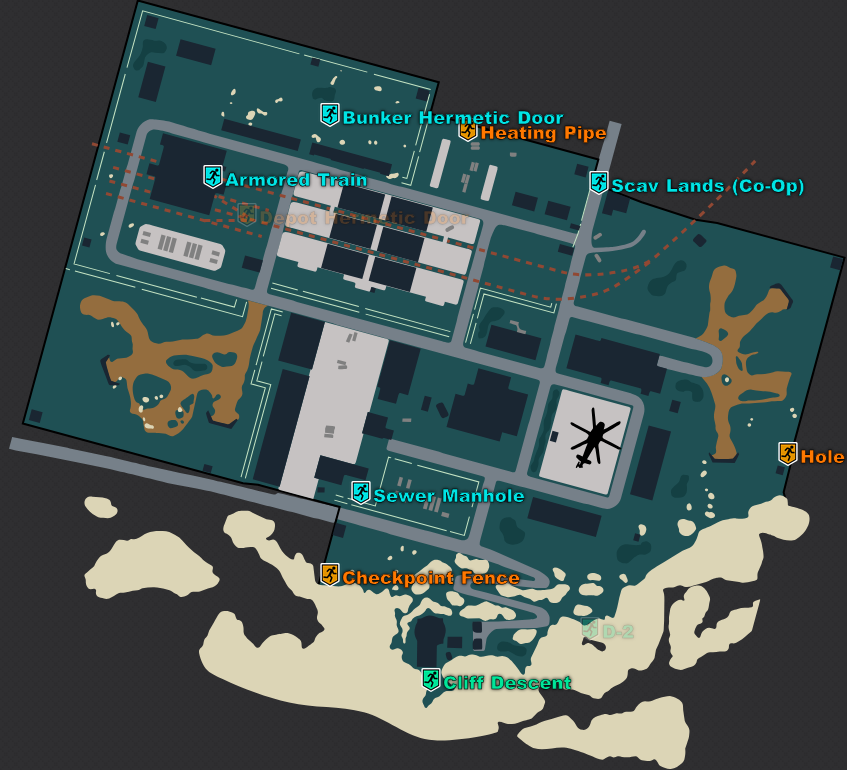 Bunker Hermetic Door
Heating Pipe
Armored Train
Scav Lands (Co-Op)
Depot Hermetic Door
Hole
Sewer Manhole
Checkpoint Fence
D-2
Cliff Descent